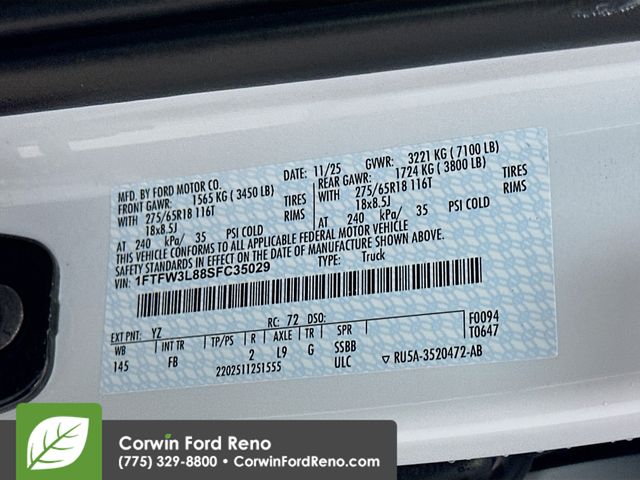 MFD. BY FORD MOTOR CO. DATE: 11/25 GVWR: 3221 KG ( 7100 LB)
FRONT GAWR: 1565 KG ( 3450 LB) REAR GAWR: 1724 KG ( 3800 LB)
WITH 275/65R18 116T TIRES WITH 275/65R18 116T TIRES
18x8.5J RIMS 18x8.5J RIMS
AT 240 kPa/ 35 PSI COLD AT 240 kPa/ 35 PSI COLD
THIS VEHICLE CONFORMS TO ALL APPLICABLE FEDERAL MOTOR VEHICLE
SAFETY STANDARDS IN EFFECT ON THE DATE OF MANUFACTURE SHOWN ABOVE.
VIN: 1FTFW3L88SFC35029 TYPE: Truck
EXT PNT: YZ RC: 72 DSO: F0094
WB INT TR TP/PS R AXLE TR SPR T0647
145 FB 2 L9 G SSBB
2202511251555 ULC ▽ RU5A-3520472-AB
Corwin Ford Reno
(775) 329-8800 • CorwinFordReno.com